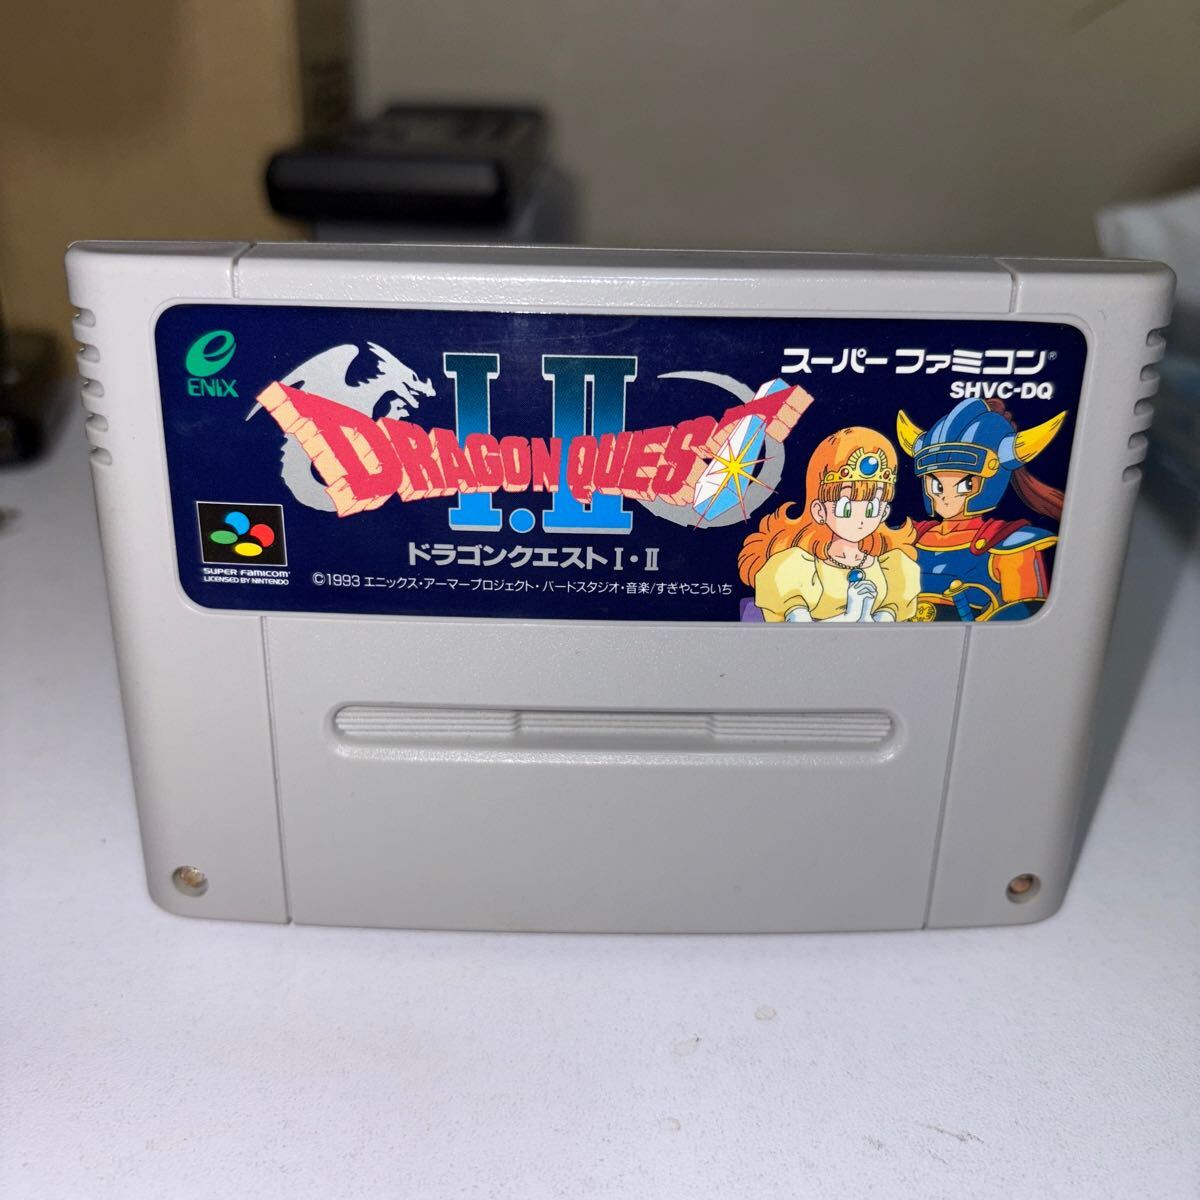 ENIX
I・II
DRAGON QUEST
スーパー ファミコン®
SHVC-DQ
ドラゴンクエスト I・II
SUPER FAMICOM
LICENSED BY NINTENDO
©1993 エニックス・アーマープロジェクト・バードスタジオ・音楽/すぎやこういち